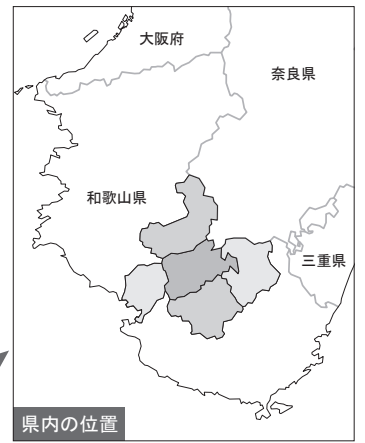 大阪府
奈良県
和歌山県
三重県
県内の位置